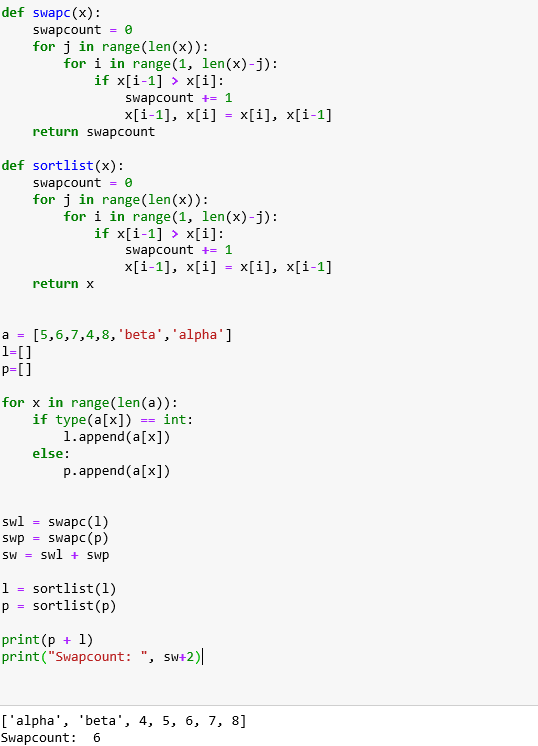 def swapc(x):
    swapcount = 0
    for j in range(len(x)):
        for i in range(1, len(x)-j):
            if x[i-1] > x[i]:
                swapcount += 1
                x[i-1], x[i] = x[i], x[i-1]
    return swapcount

def sortlist(x):
    swapcount = 0
    for j in range(len(x)):
        for i in range(1, len(x)-j):
            if x[i-1] > x[i]:
                swapcount += 1
                x[i-1], x[i] = x[i], x[i-1]
    return x

a = [5,6,7,4,8,'beta','alpha']
l=[]
p=[]

for x in range(len(a)):
    if type(a[x]) == int:
        l.append(a[x])
    else:
        p.append(a[x])

swl = swapc(l)
swp = swapc(p)
sw = swl + swp

l = sortlist(l)
p = sortlist(p)

print(p + l)
print("Swapcount: ", sw+2)

['alpha', 'beta', 4, 5, 6, 7, 8]
Swapcount:  6